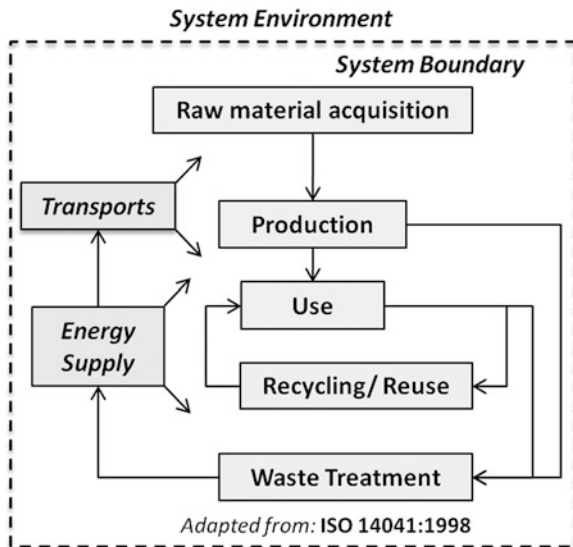 System Environment
System Boundary
Raw material acquisition
Transports
Production
Use
Energy
Supply
Recycling/ Reuse
Waste Treatment
Adapted from: ISO 14041:1998